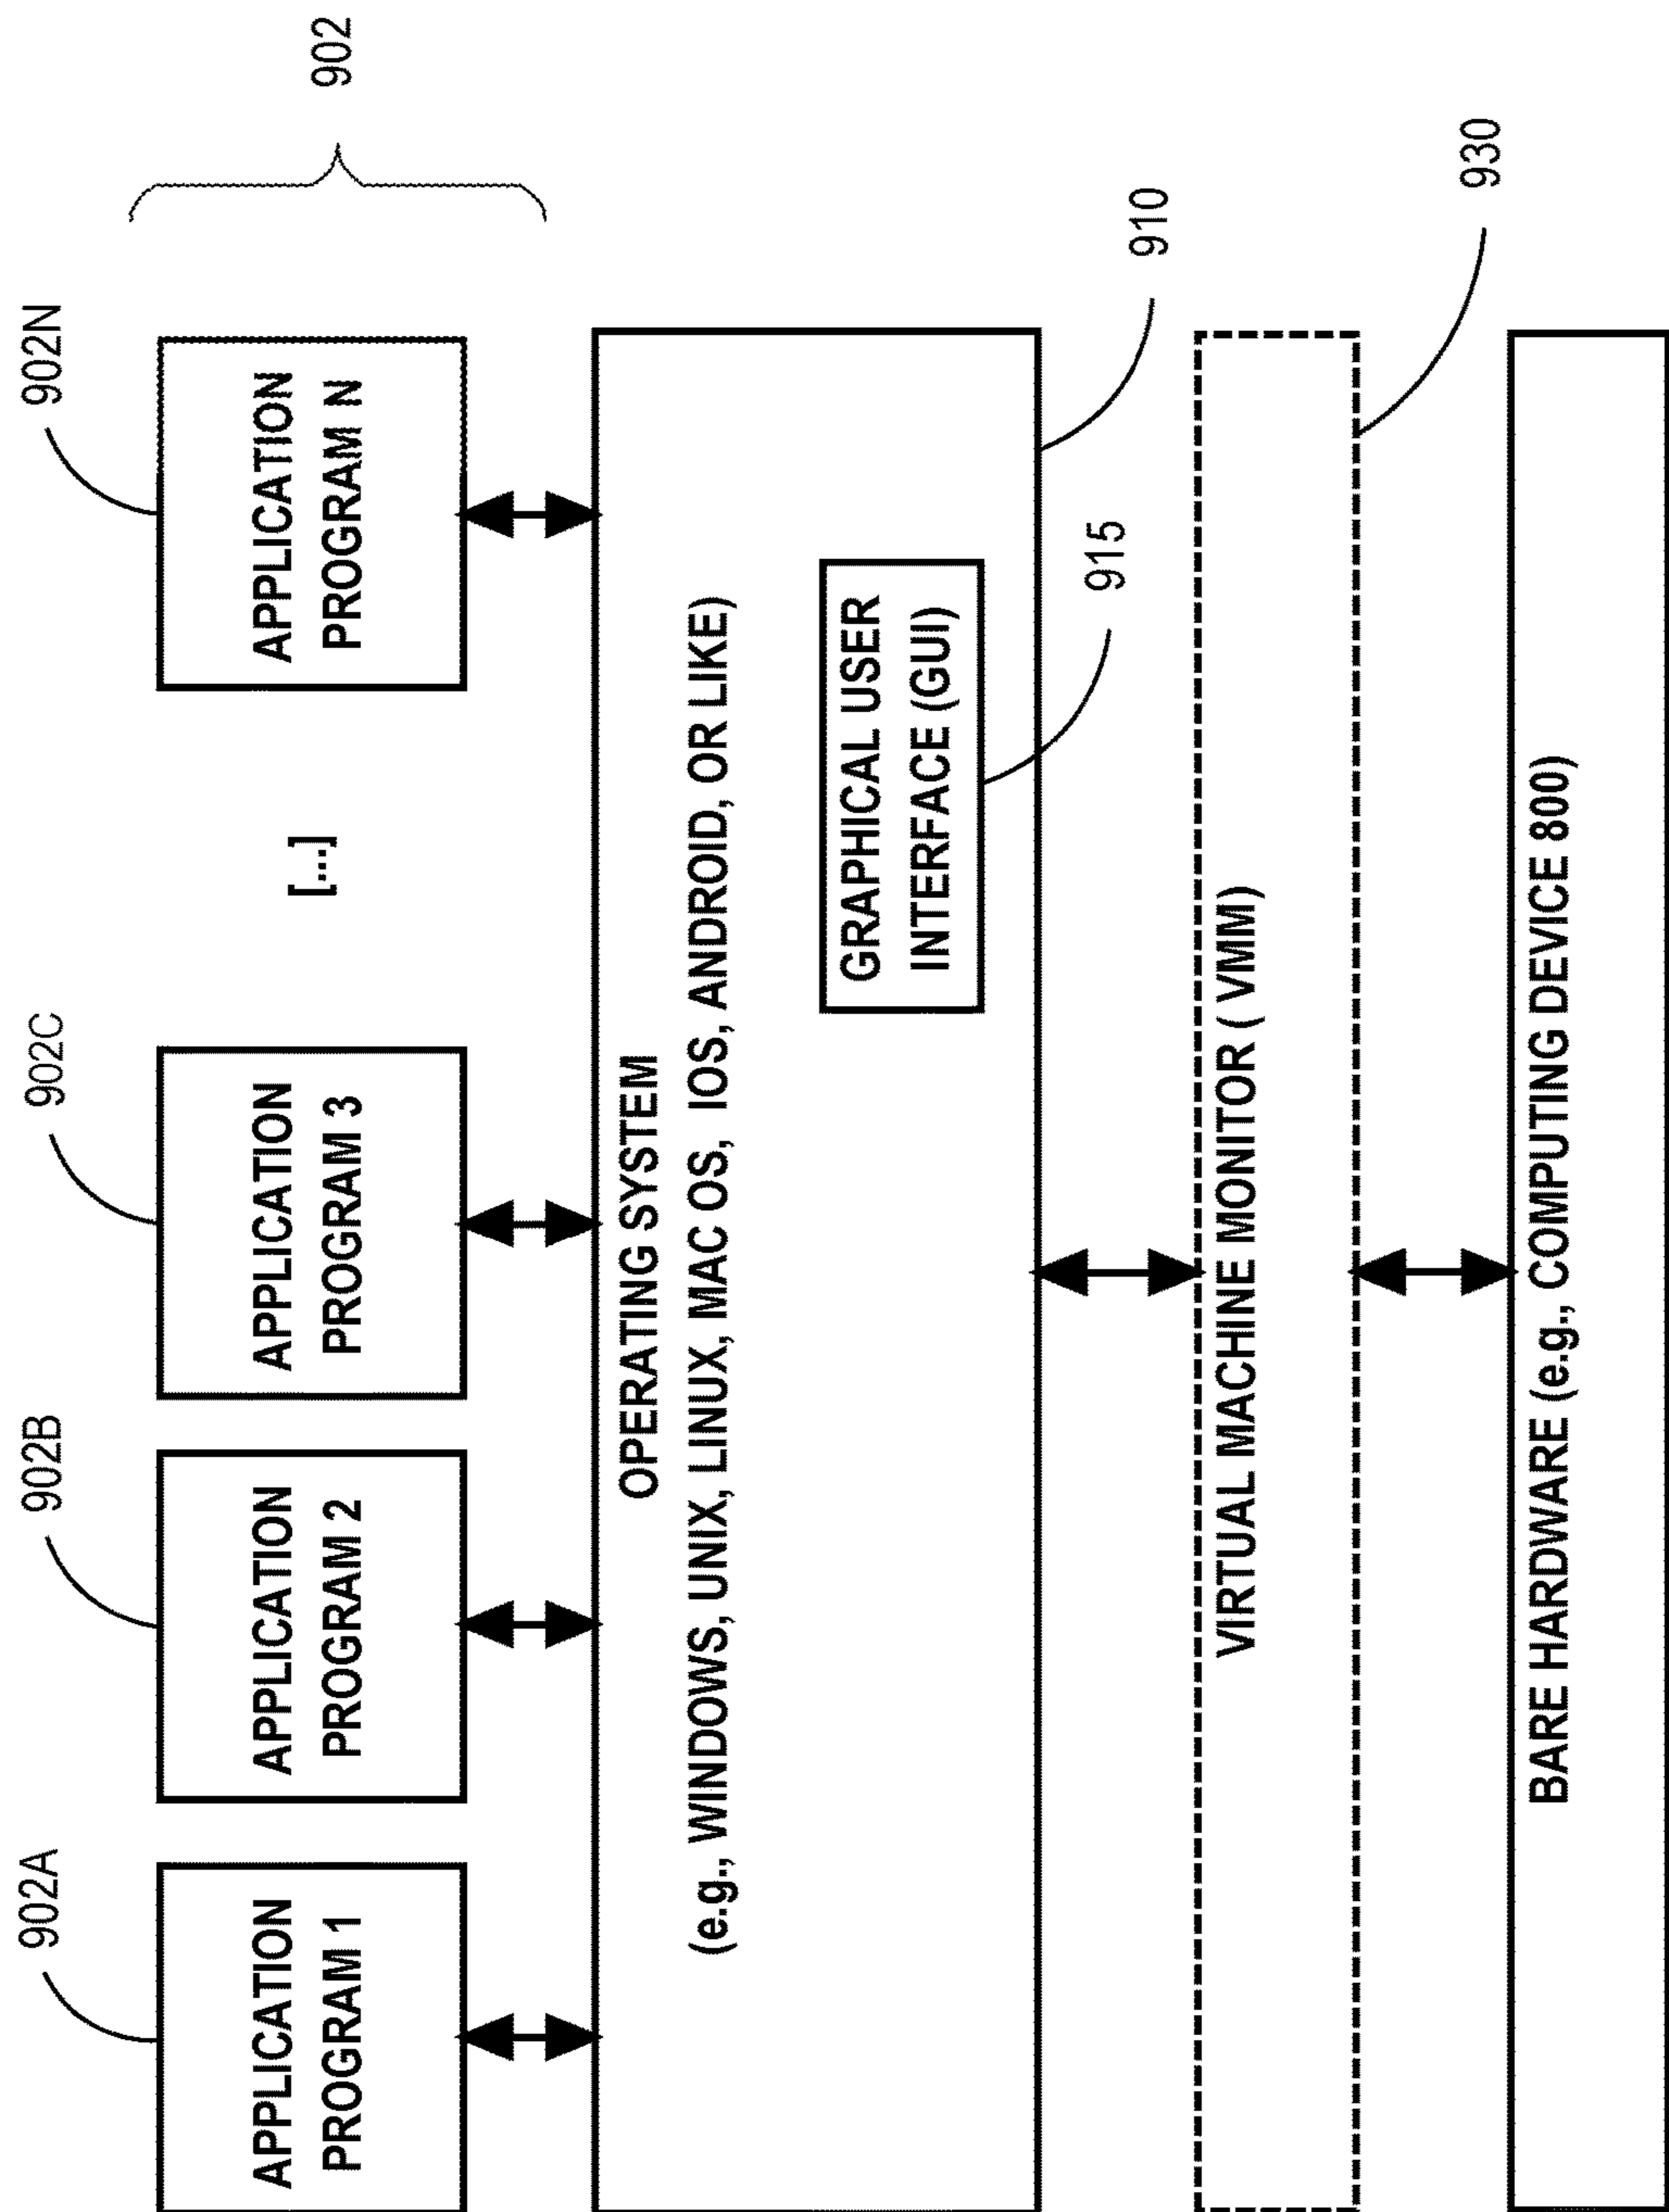 902A
902B
902C
902N
902
APPLICATION
PROGRAM 1
APPLICATION
PROGRAM 2
APPLICATION
PROGRAM 3
[...]
APPLICATION
PROGRAM N
OPERATING SYSTEM
(e.g., WINDOWS, UNIX, LINUX, MAC OS, IOS, ANDROID, OR LIKE)
GRAPHICAL USER
INTERFACE (GUI)
915
910
VIRTUAL MACHINE MONITOR ( VMM)
930
BARE HARDWARE (e.g., COMPUTING DEVICE 800)